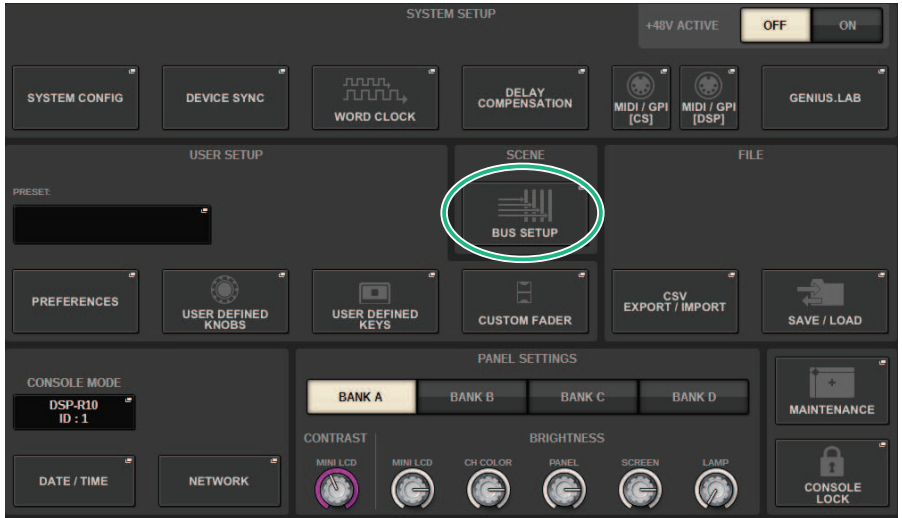 SYSTEM SETUP
+48V ACTIVE
OFF
ON
SYSTEM CONFIG
DEVICE SYNC
WORD CLOCK
DELAY
COMPENSATION
MIDI / GPI
[CS]
MIDI / GPI
[DSP]
GENIUS.LAB
USER SETUP
SCENE
FILE
PRESET:
BUS SETUP
PREFERENCES
USER DEFINED
KNOBS
USER DEFINED
KEYS
CUSTOM FADER
CSV
EXPORT / IMPORT
SAVE / LOAD
CONSOLE MODE
DSP-R10
ID : 1
DATE / TIME
NETWORK
PANEL SETTINGS
BANK A
BANK B
BANK C
BANK D
CONTRAST
BRIGHTNESS
MINI LCD
MINI LCD
CH COLOR
PANEL
SCREEN
LAMP
MAINTENANCE
CONSOLE
LOCK